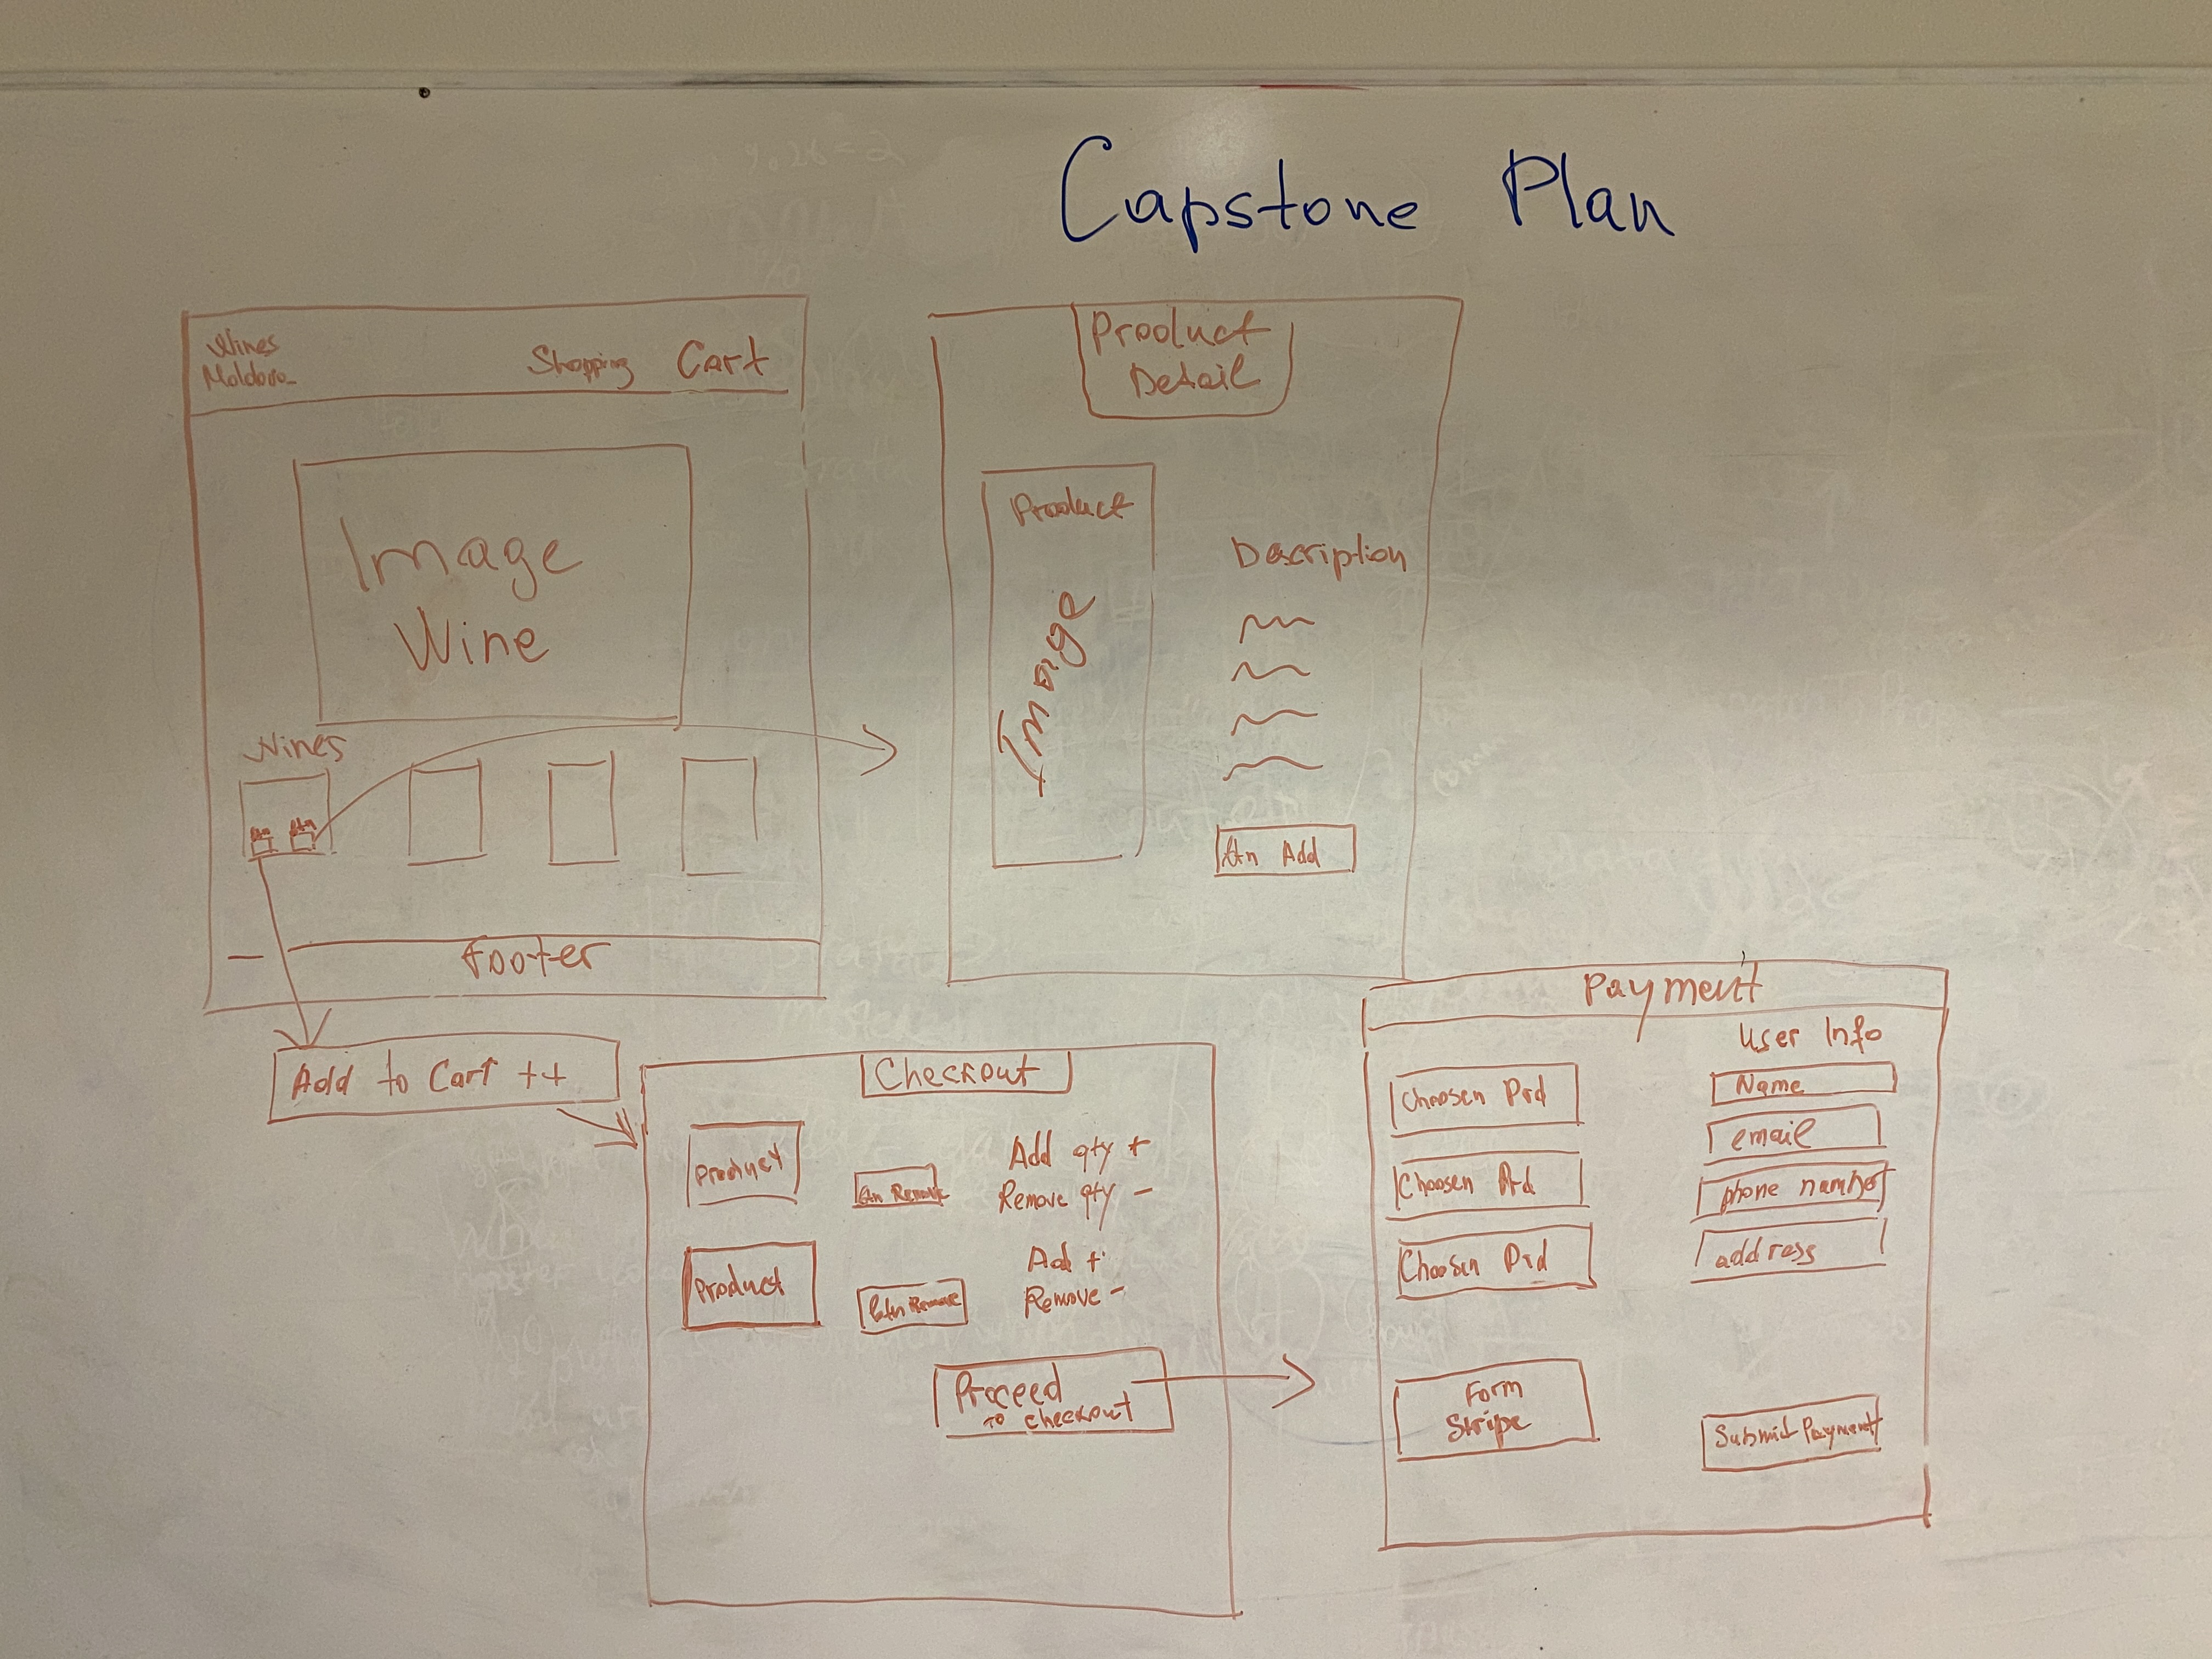 Capstone Plan
Wines
Moldova
Shopping Cart
Image
Wine
Wines
Btn Btn
Footer
Product
Detail
Product
Image
Description
Btn Add
Add to Cart ++
Checkout
Product
Btn Remove
Add qty +
Remove qty -
Product
Btn Remove
Add +
Remove -
Proceed
to checkout
Payment
User Info
Choosen Prd
Name
Choosen Prd
email
Choosen Prd
phone number
address
Form
Stripe
Submit Payment